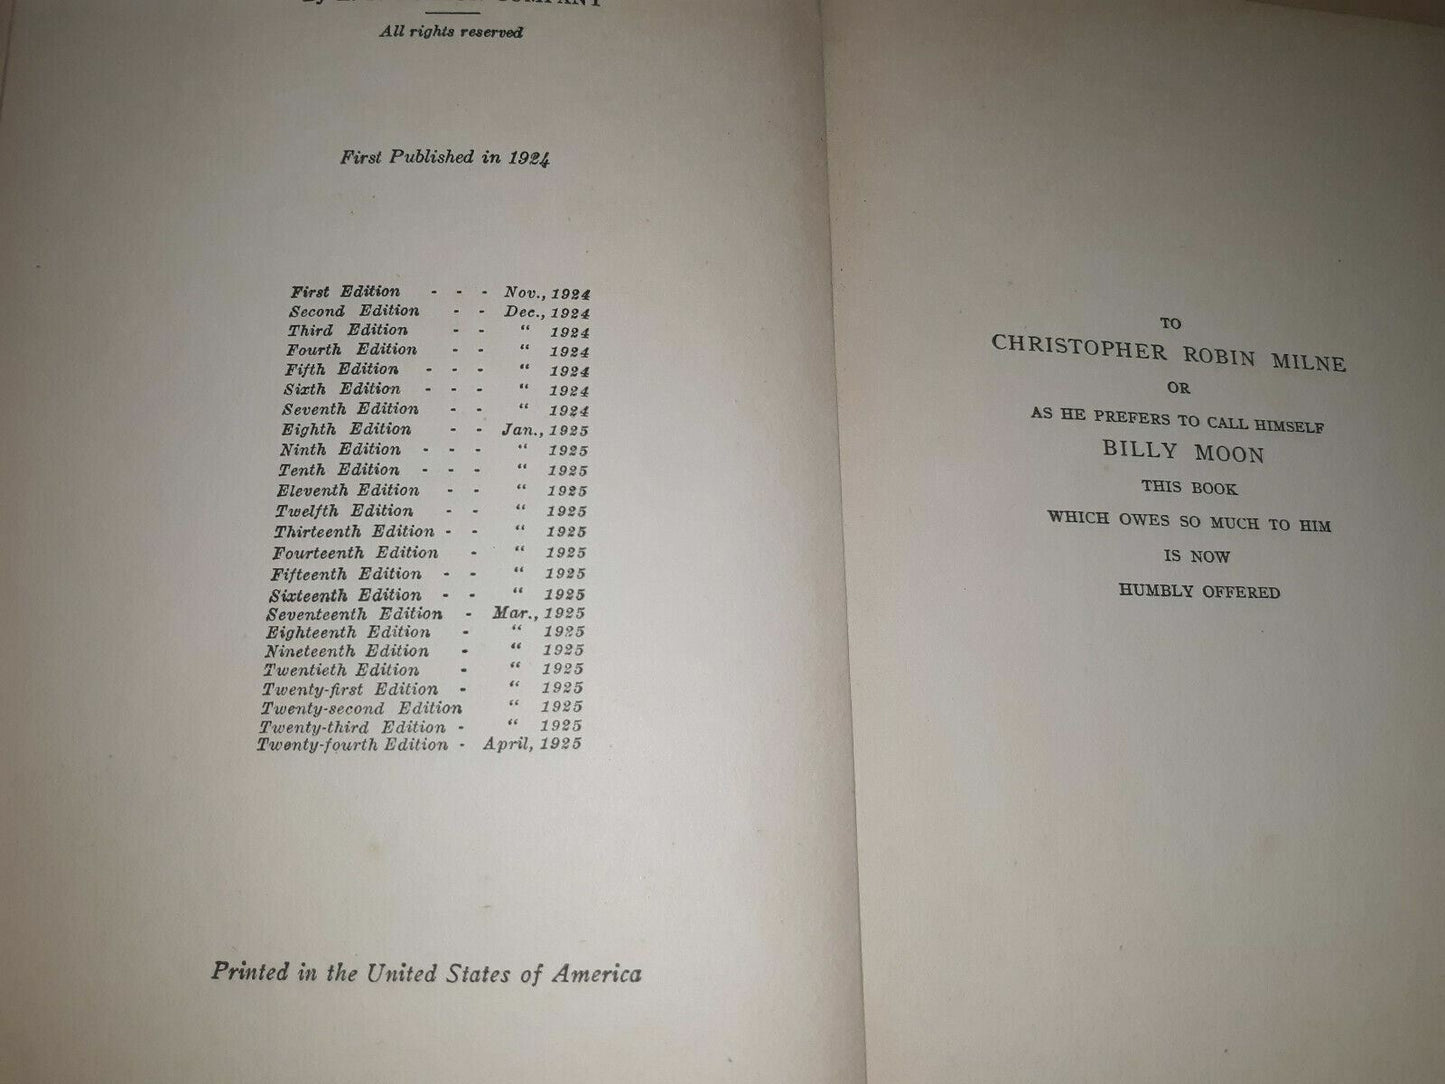 COMPANY
All rights reserved
First Published in 1924
First Edition - - - Nov., 1924
Second Edition - - Dec., 1924
Third Edition - - “ 1924
Fourth Edition - - “ 1924
Fifth Edition - - - “ 1924
Sixth Edition - - - “ 1924
Seventh Edition - - “ 1924
Eighth Edition - - Jan., 1925
Ninth Edition - - - “ 1925
Tenth Edition - - - “ 1925
Eleventh Edition - - “ 1925
Twelfth Edition - - “ 1925
Thirteenth Edition - - “ 1925
Fourteenth Edition - “ 1925
Fifteenth Edition - - “ 1925
Sixteenth Edition - - “ 1925
Seventeenth Edition - Mar., 1925
Eighteenth Edition - “ 1925
Nineteenth Edition - “ 1925
Twentieth Edition - “ 1925
Twenty-first Edition - “ 1925
Twenty-second Edition “ 1925
Twenty-third Edition - “ 1925
Twenty-fourth Edition - April, 1925
Printed in the United States of America
TO
CHRISTOPHER ROBIN MILNE
OR
AS HE PREFERS TO CALL HIMSELF
BILLY MOON
THIS BOOK
WHICH OWES SO MUCH TO HIM
IS NOW
HUMBLY OFFERED